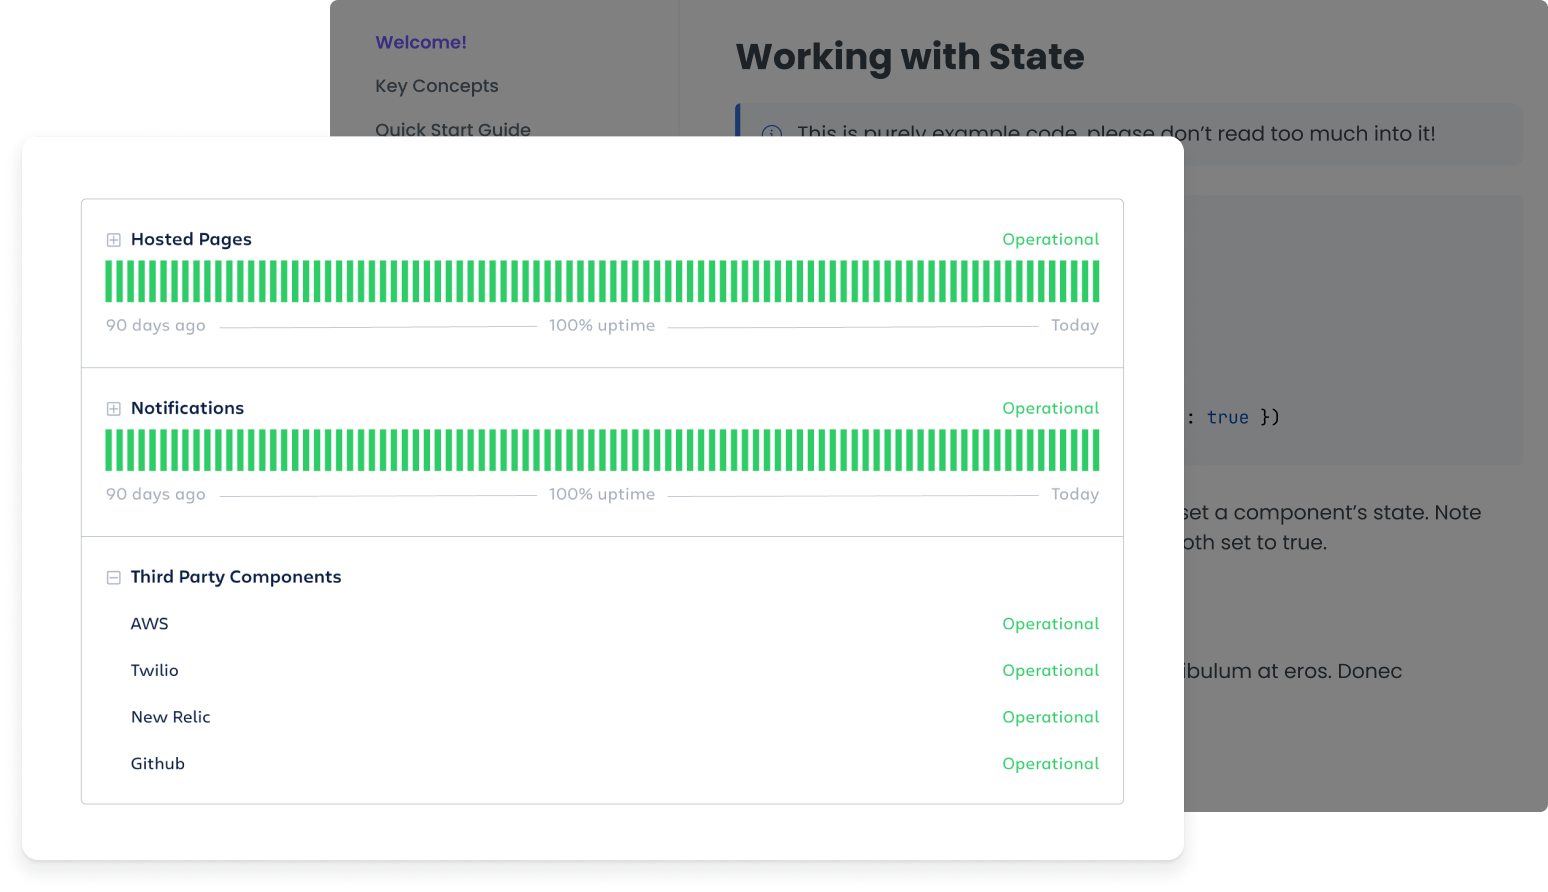 Welcome!
Key Concepts
Quick Start Guide
Working with State
This is purely example code, please don’t read too much into it!
: true })
set a component’s state. Note
oth set to true.
ibulum at eros. Donec
Hosted Pages
Operational
90 days ago
100% uptime
Today
Notifications
Operational
90 days ago
100% uptime
Today
Third Party Components
AWS
Operational
Twilio
Operational
New Relic
Operational
Github
Operational